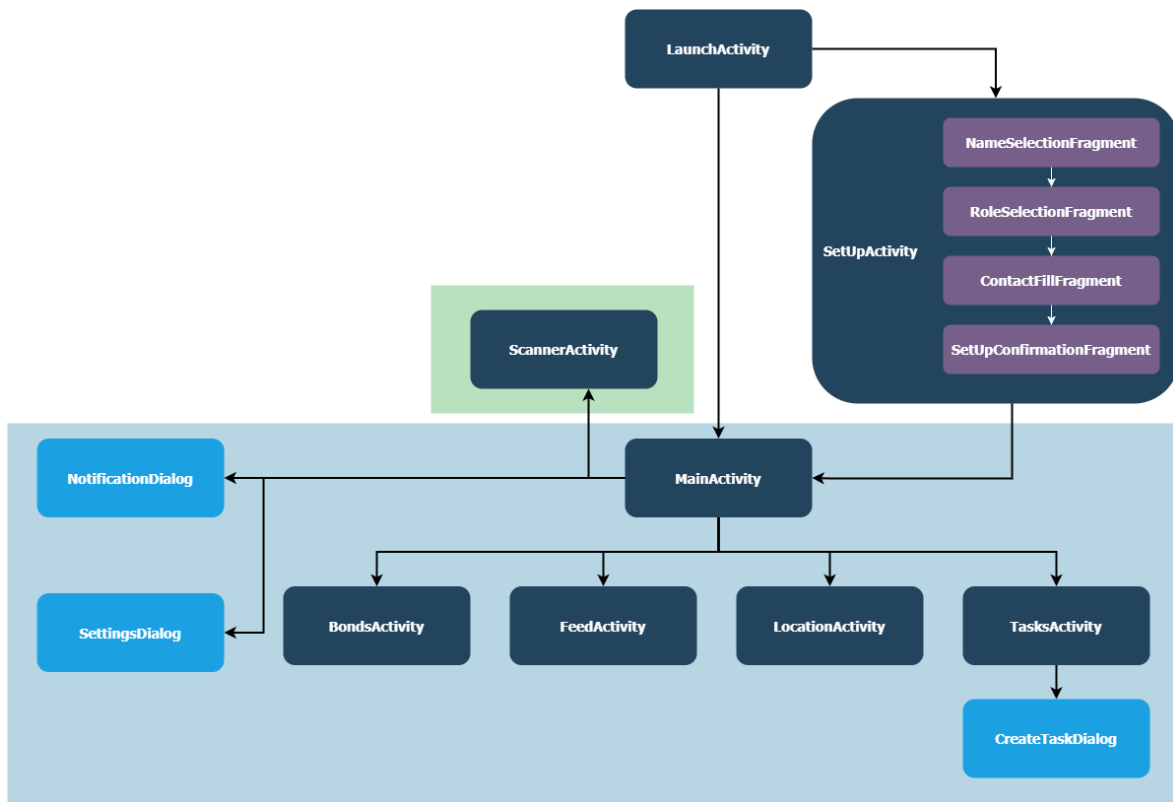 LaunchActivity
NameSelectionFragment
RoleSelectionFragment
SetUpActivity
ContactFillFragment
SetUpConfirmationFragment
ScannerActivity
NotificationDialog
MainActivity
SettingsDialog
BondsActivity
FeedActivity
LocationActivity
TasksActivity
CreateTaskDialog